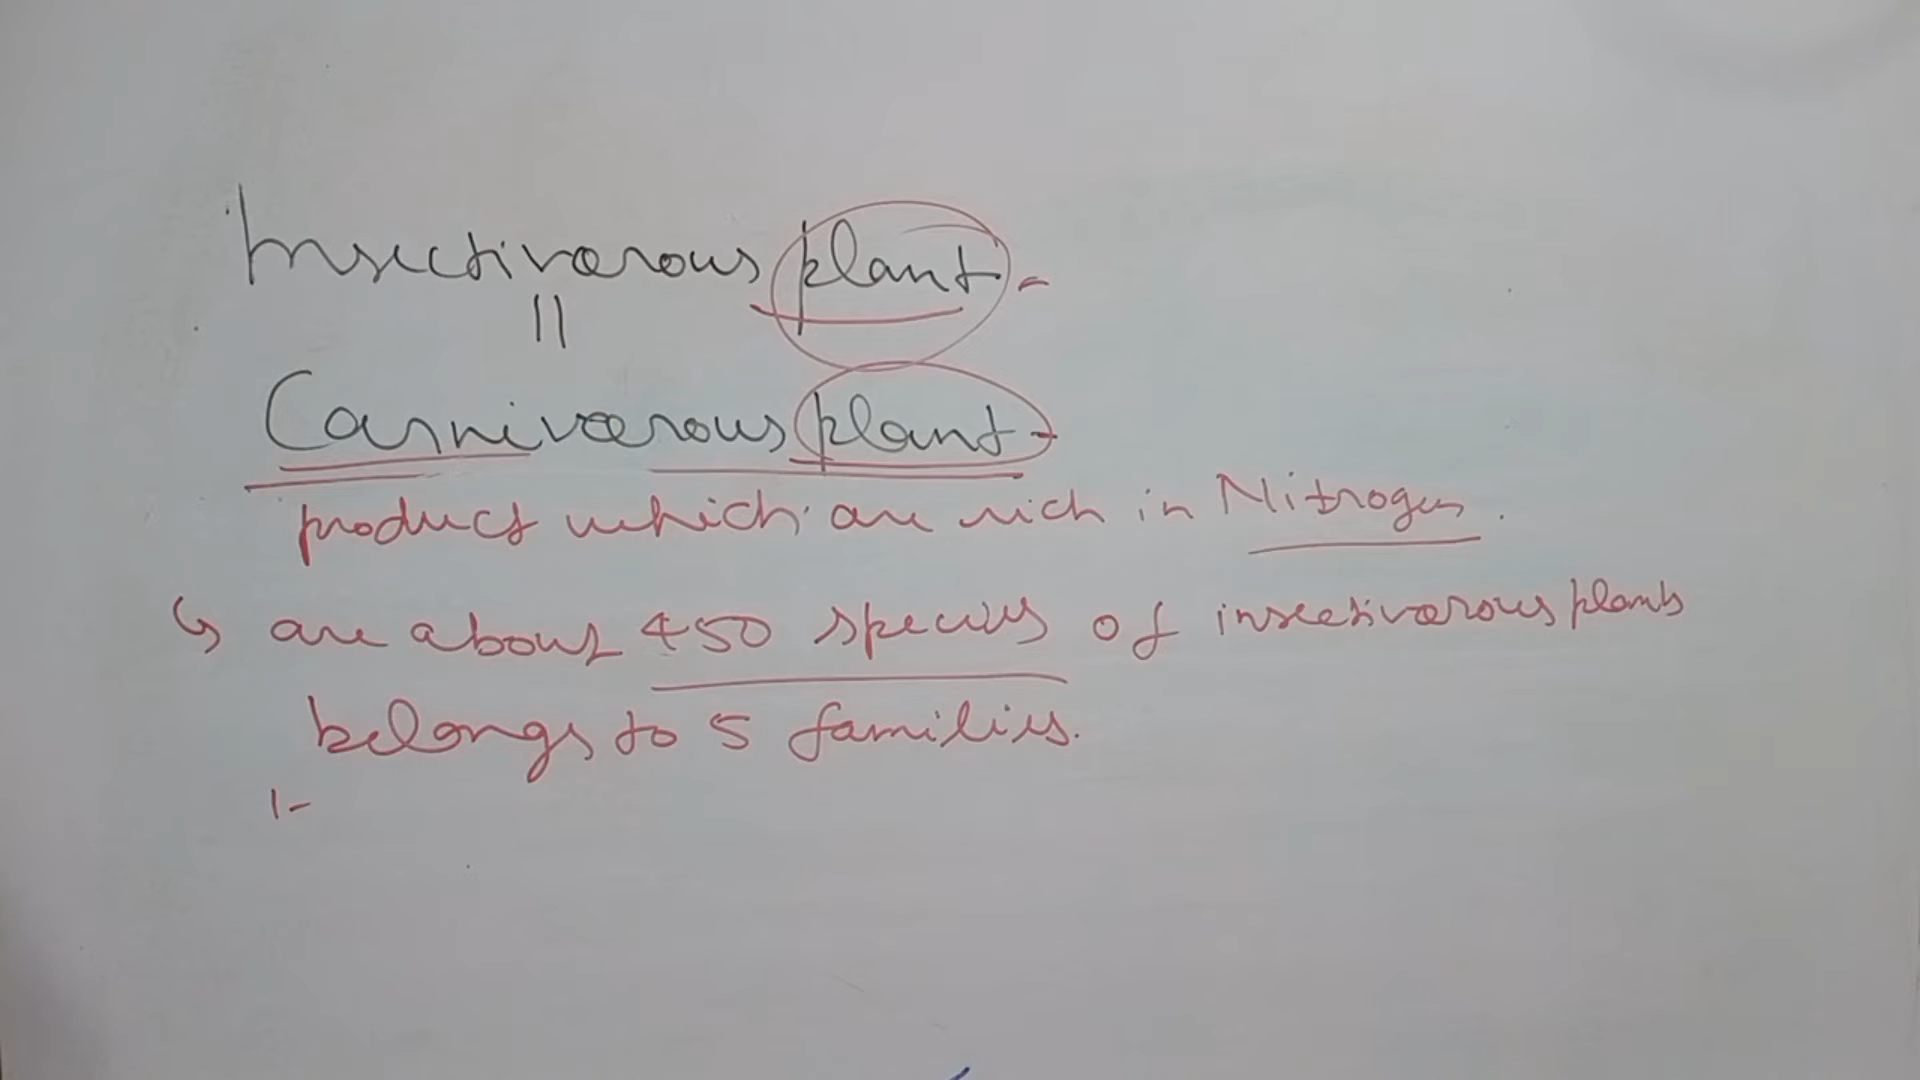 Insectivorous plant -
||
Carnivorous plant -
product which are rich in Nitrogen.
↳ are about 450 species of insectivorous plants
belongs to 5 families.
1-